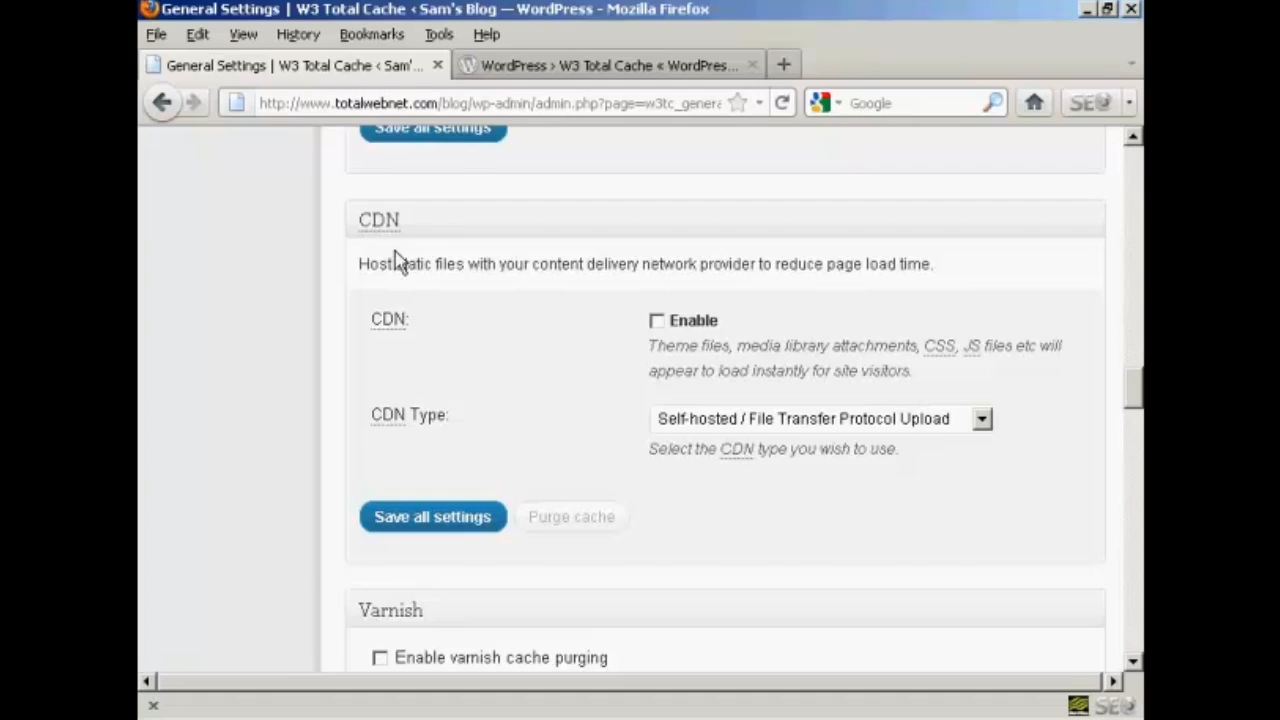 General Settings | W3 Total Cache ‹ Sam's Blog — WordPress - Mozilla Firefox
File Edit View History Bookmarks Tools Help
General Settings | W3 Total Cache ‹ Sam'... WordPress › W3 Total Cache « WordPres...
http://www.totalwebnet.com/blog/wp-admin/admin.php?page=w3tc_genera Google SEO
Save all settings
CDN
Host static files with your content delivery network provider to reduce page load time.
CDN: Enable
Theme files, media library attachments, CSS, JS files etc will
appear to load instantly for site visitors.
CDN Type: Self-hosted / File Transfer Protocol Upload
Select the CDN type you wish to use.
Save all settings Purge cache
Varnish
Enable varnish cache purging
SEO